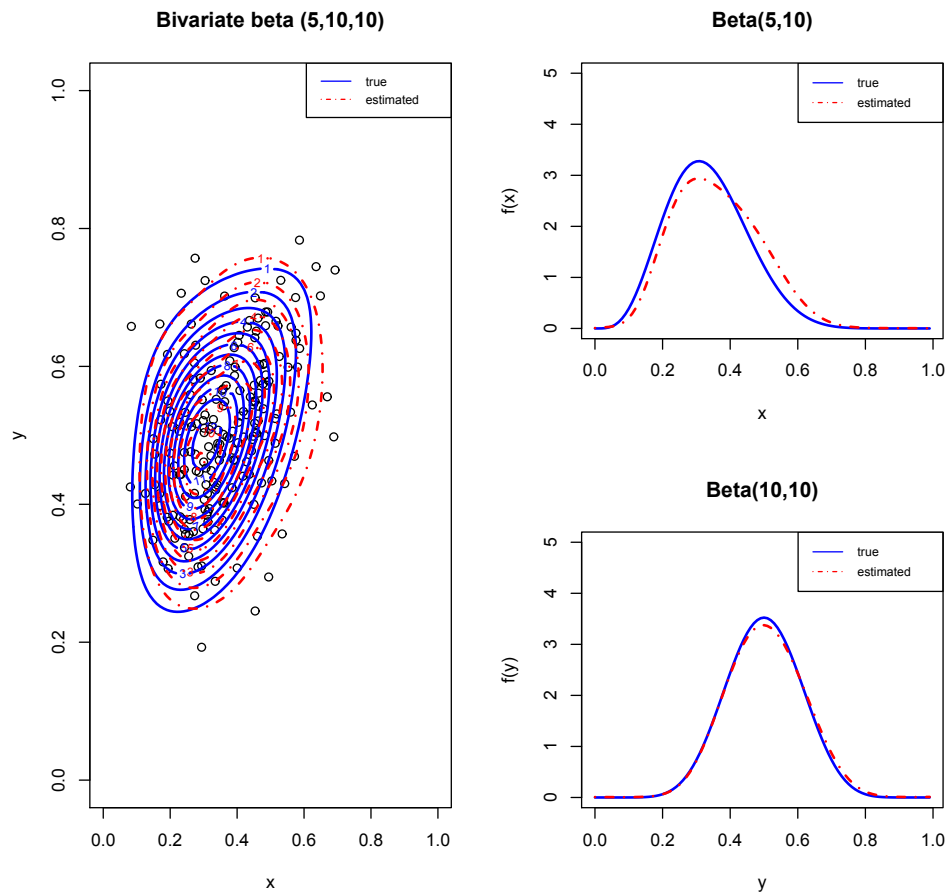 Bivariate beta (5,10,10)
true
estimated
y
1.0
0.8
0.6
0.4
0.2
0.0
0.0 0.2 0.4 0.6 0.8 1.0
x
Beta(5,10)
true
estimated
f(x)
5
4
3
2
1
0
0.0 0.2 0.4 0.6 0.8 1.0
x
Beta(10,10)
true
estimated
f(y)
5
4
3
2
1
0
0.0 0.2 0.4 0.6 0.8 1.0
y